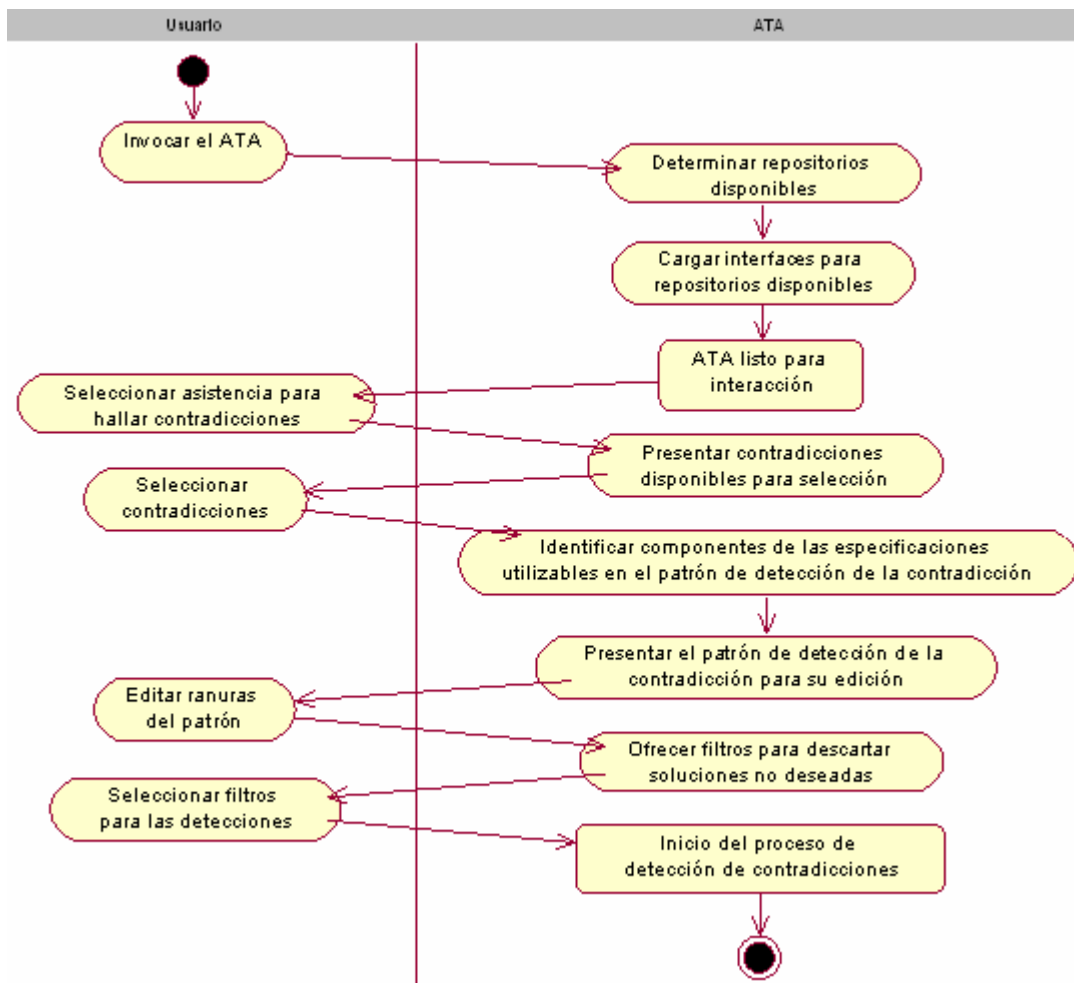 Usuario
ATA
Invocar el ATA
Determinar repositorios
disponibles
Cargar interfaces para
repositorios disponibles
ATA listo para
interacción
Seleccionar asistencia para
hallar contradicciones
Presentar contradicciones
disponibles para selección
Seleccionar
contradicciones
Identificar componentes de las especificaciones
utilizables en el patrón de detección de la contradicción
Presentar el patrón de detección de la
contradicción para su edición
Editar ranuras
del patrón
Ofrecer filtros para descartar
soluciones no deseadas
Seleccionar filtros
para las detecciones
Inicio del proceso de
detección de contradicciones